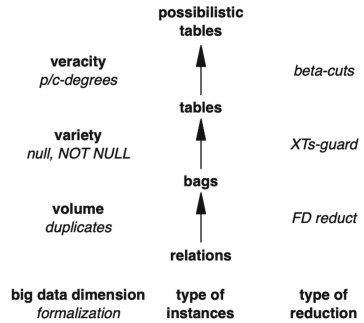 possibilistic
tables
veracity
p/c-degrees
beta-cuts
tables
variety
null, NOT NULL
XTs-guard
bags
volume
duplicates
FD reduct
relations
big data dimension
formalization
type of
instances
type of
reduction